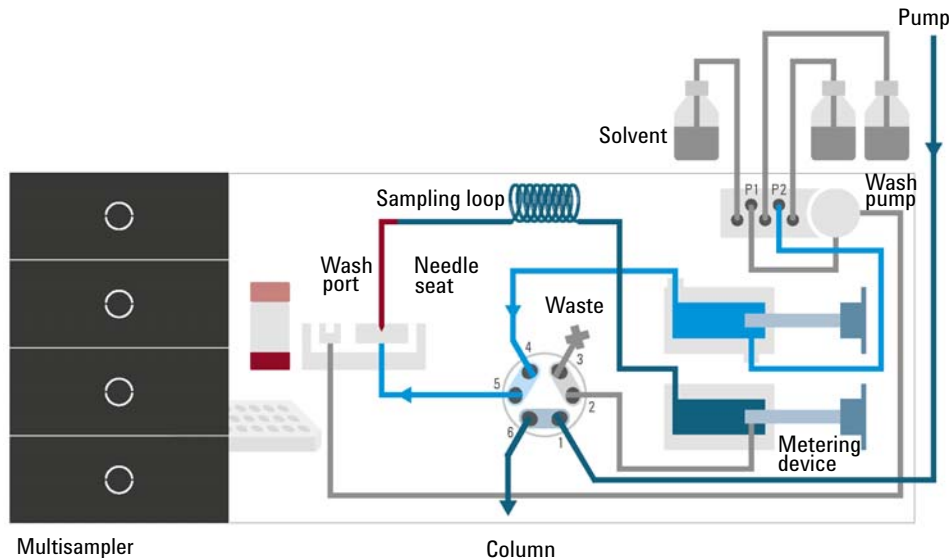 Pump
Solvent
P1
P2
Wash
pump
Sampling loop
Wash
port
Needle
seat
Waste
4
3
5
2
6
1
Metering
device
Multisampler
Column